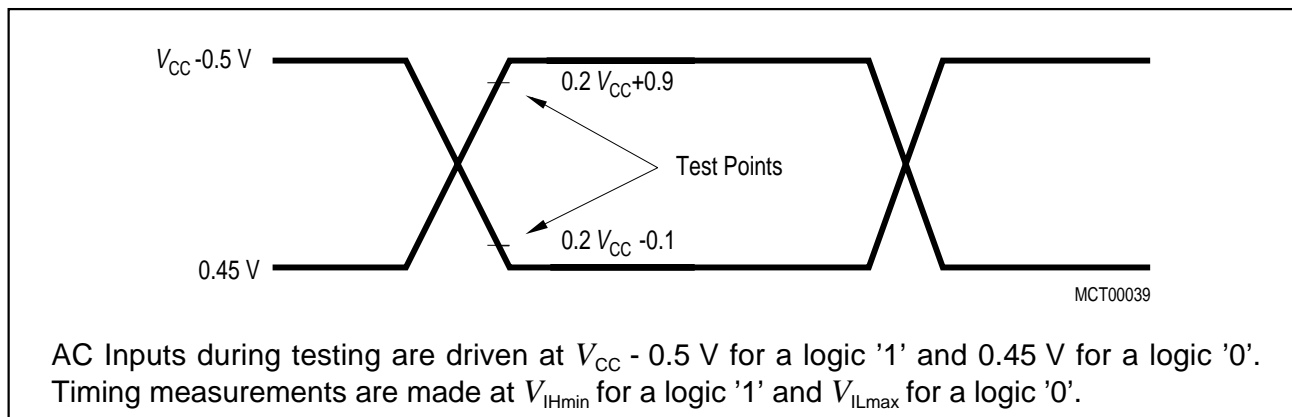 VCC -0.5 V
0.2 VCC+0.9
Test Points
0.2 VCC -0.1
0.45 V
MCT00039
AC Inputs during testing are driven at VCC - 0.5 V for a logic '1' and 0.45 V for a logic '0'.
Timing measurements are made at VIHmin for a logic '1' and VILmax for a logic '0'.